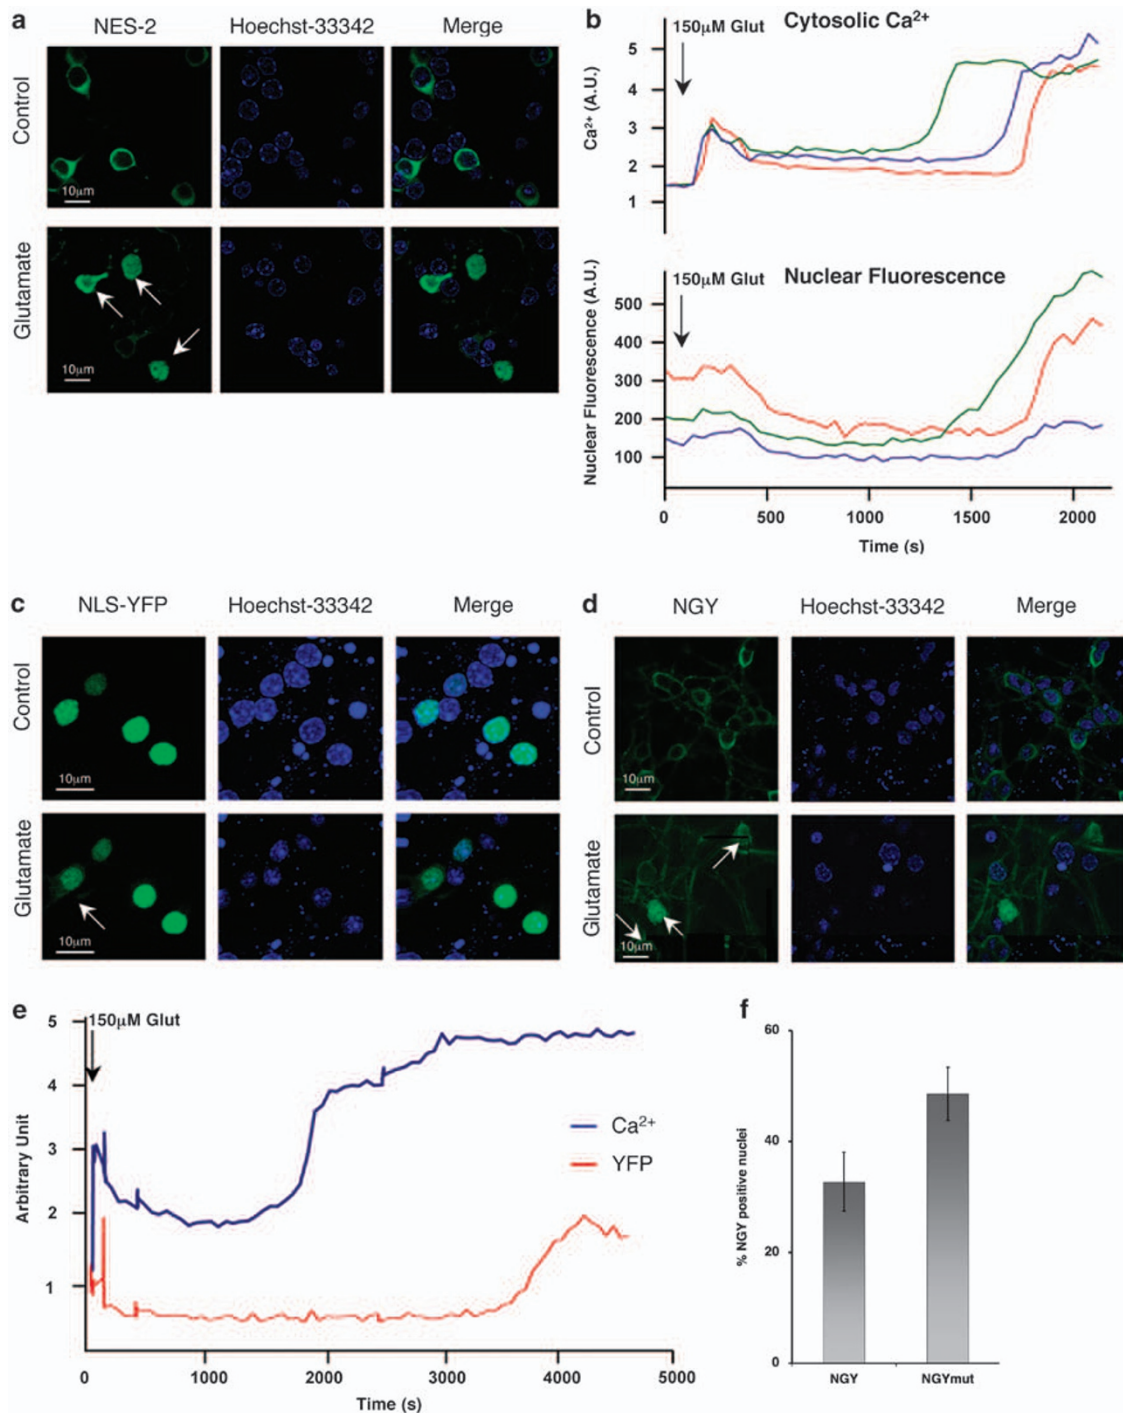 a
NES-2 Hoechst-33342 Merge
Control
10μm
Glutamate
10μm
b
150μM Glut Cytosolic Ca²⁺
Ca²⁺ (A.U.)
5
4
3
2
1
150μM Glut Nuclear Fluorescence
Nuclear Fluorescence (A.U.)
500
400
300
200
100
0 500 1000 1500 2000
Time (s)
c
NLS-YFP Hoechst-33342 Merge
Control
10μm
Glutamate
10μm
d
NGY Hoechst-33342 Merge
Control
10μm
Glutamate
10μm
e
150μM Glut
Arbitrary Unit
5
4
3
2
1
Ca²⁺
YFP
0 1000 2000 3000 4000 5000
Time (s)
f
% NGY positive nuclei
60
40
20
0
NGY NGYmut